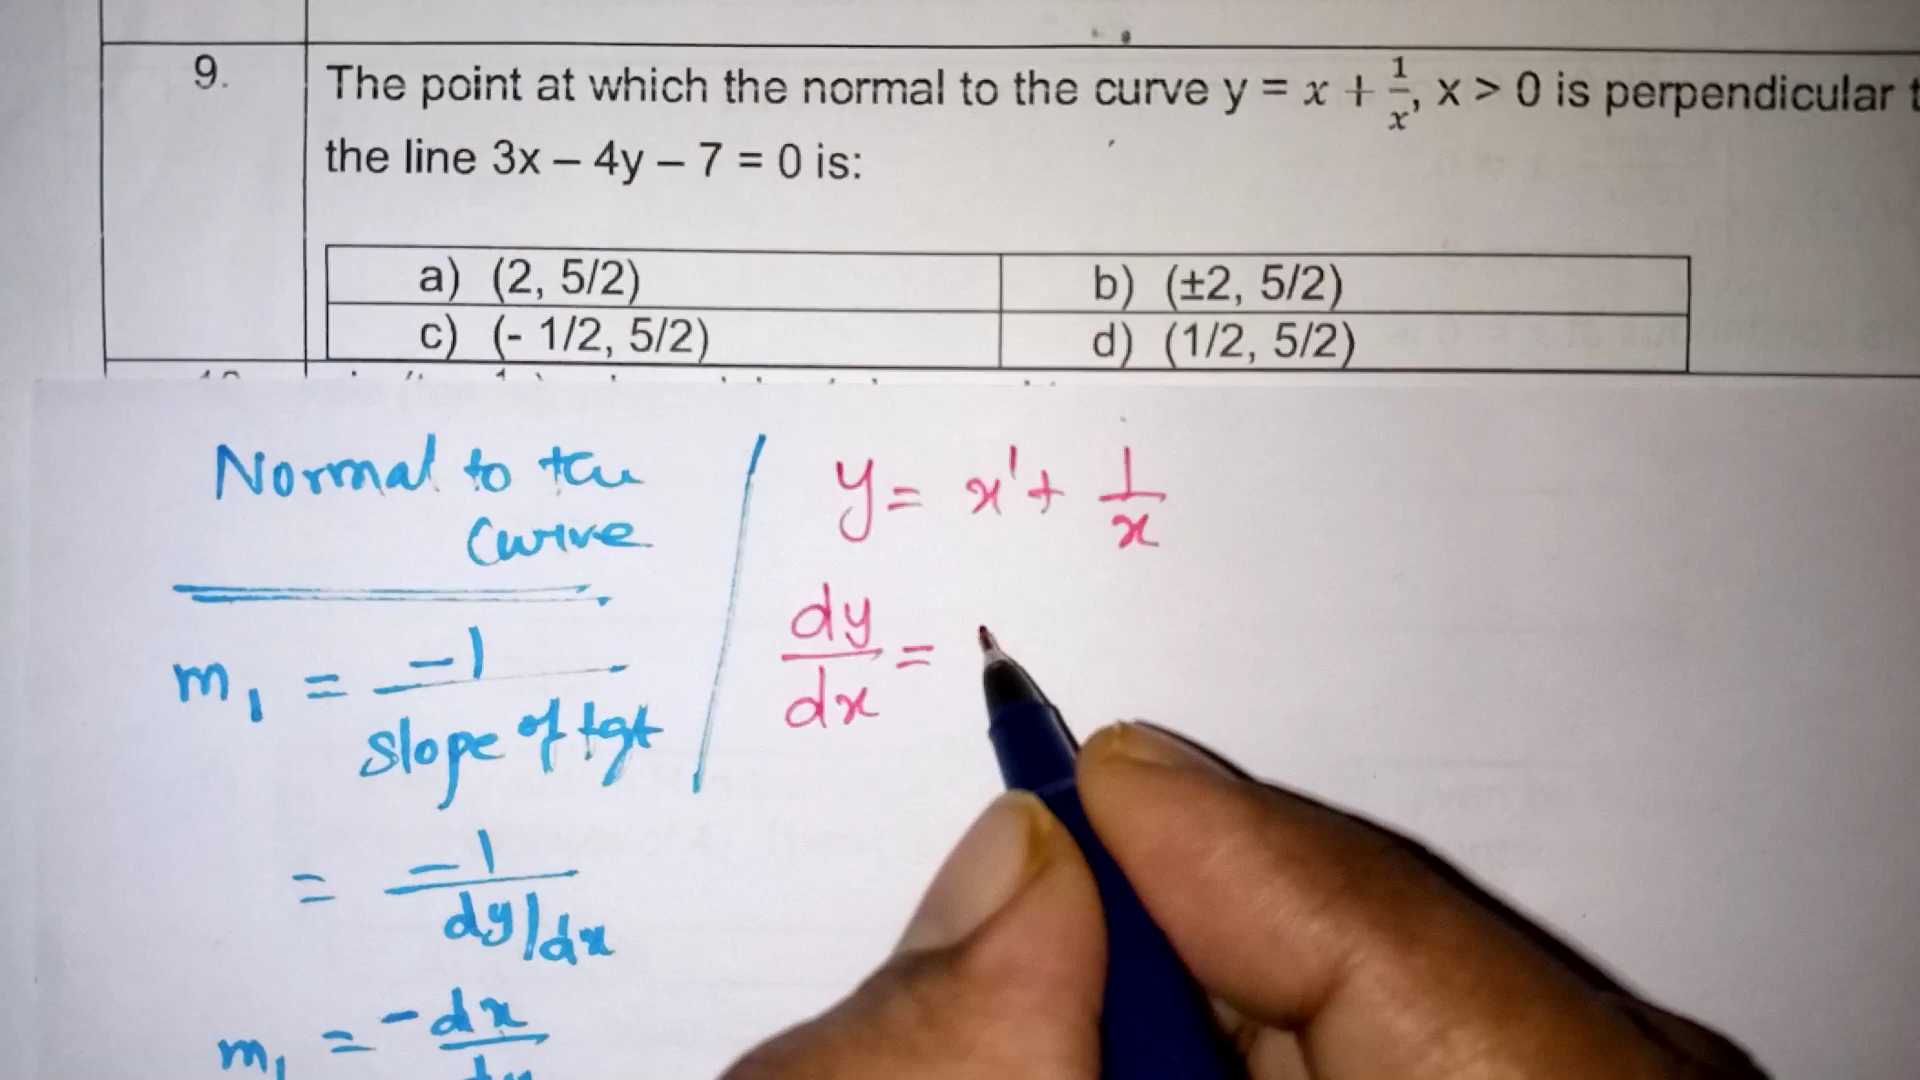 9.
The point at which the normal to the curve y = x + 1/x, x > 0 is perpendicular
the line 3x – 4y – 7 = 0 is:
a) (2, 5/2)
b) (±2, 5/2)
c) (- 1/2, 5/2)
d) (1/2, 5/2)
Normal to the
Curve
m₁ = -1/slope of tgt
= -1/dy/dx
m₁ = -dx
y = x¹ + 1/x
dy/dx =